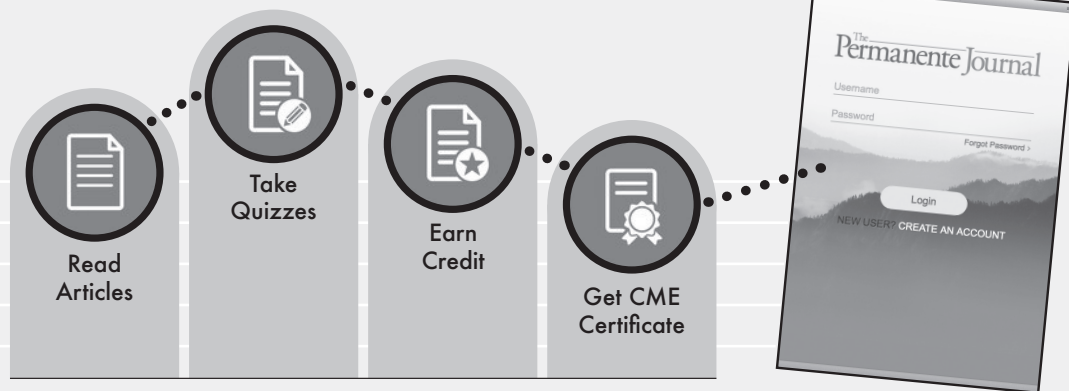 Read
Articles
Take
Quizzes
Earn
Credit
Get CME
Certificate
The
Permanente Journal
Username
Password
Forgot Password ›
Login
NEW USER? CREATE AN ACCOUNT